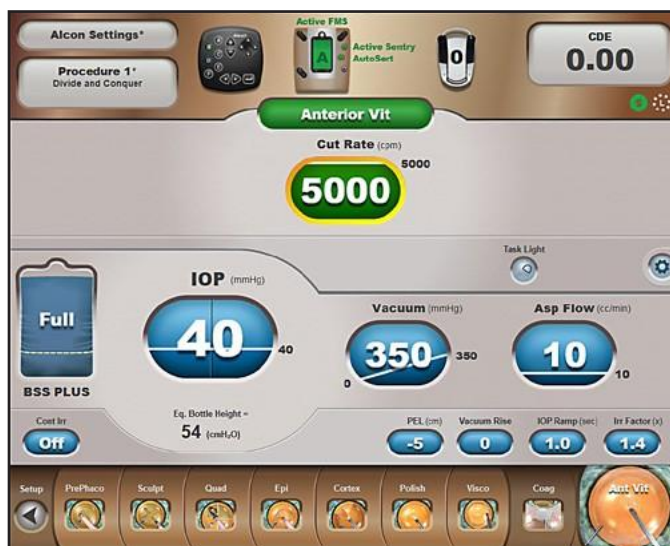 Alcon Settings*
Procedure 1*
Divide and Conquer
Active FMS
A
Active Sentry
AutoSert
0
CDE
0.00
S
Anterior Vit
Cut Rate (cpm)
5000
5000
Task Light
Full
BSS PLUS
IOP (mmHg)
40
40
Eq. Bottle Height =
54 (cmH₂O)
Vacuum (mmHg)
350
350
0
Asp Flow (cc/min)
10
10
Cont Irr
Off
PEL (cm)
-5
Vacuum Rise
0
IOP Ramp (sec)
1.0
Irr Factor (x)
1.4
Setup
PrePhaco
Sculpt
Quad
Epi
Cortex
Polish
Visco
Coag
Ant Vit